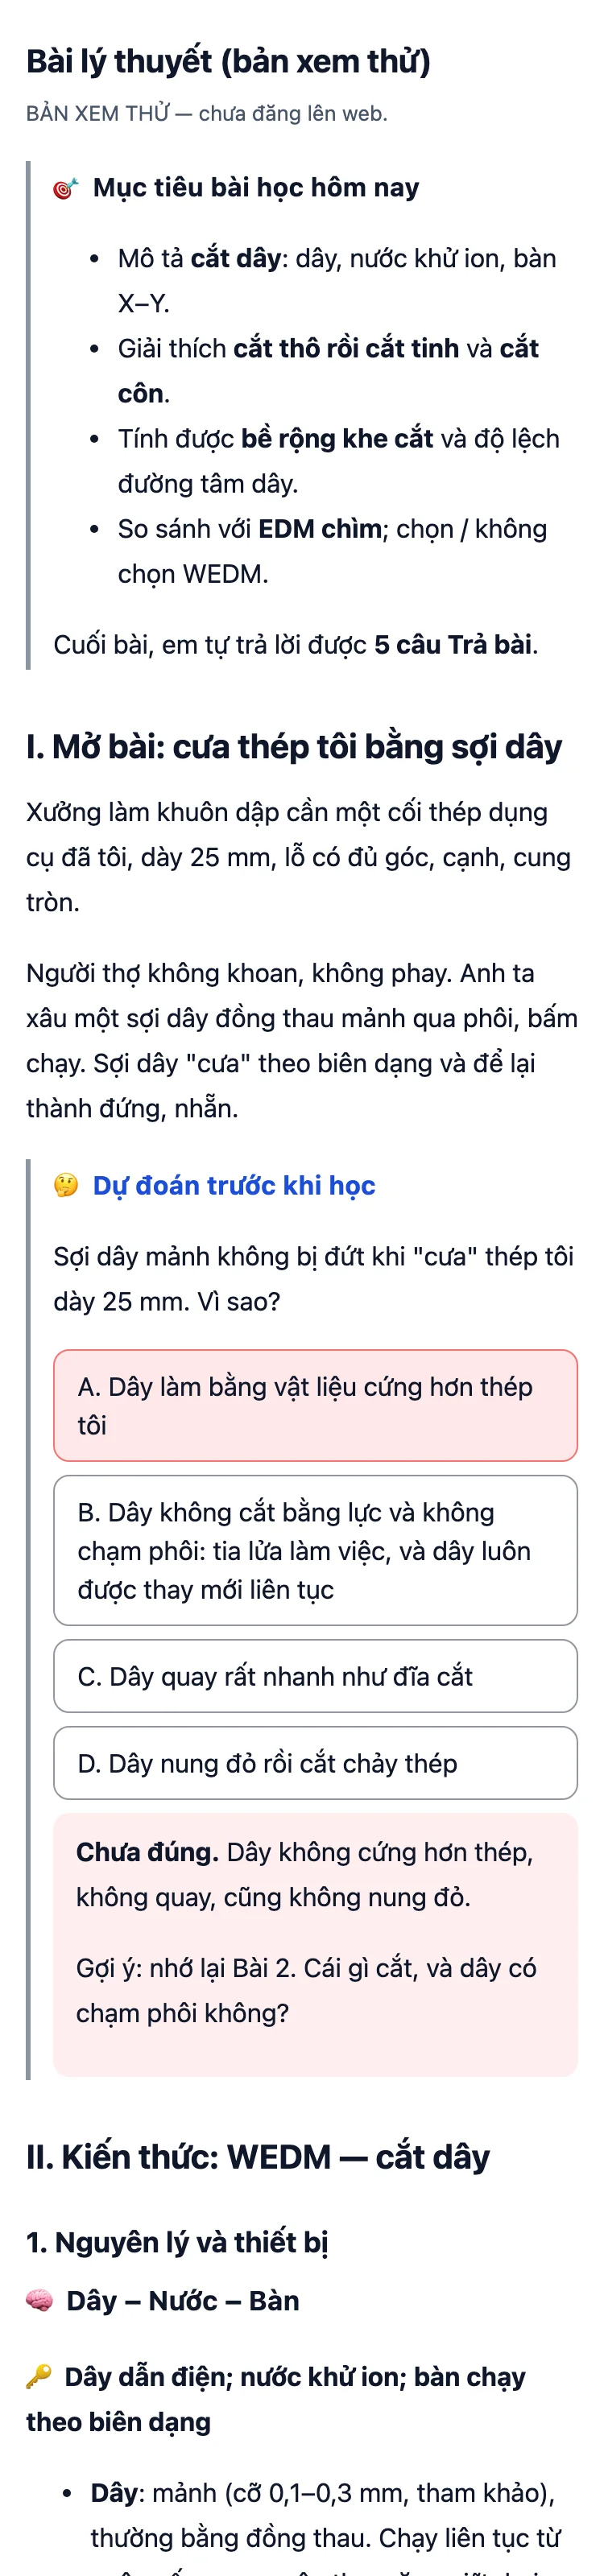 Bài lý thuyết (bản xem thử)
BẢN XEM THỬ — chưa đăng lên web.
🎯 Mục tiêu bài học hôm nay
• Mô tả cắt dây: dây, nước khử ion, bàn
X–Y.
• Giải thích cắt thô rồi cắt tinh và cắt
côn.
• Tính được bề rộng khe cắt và độ lệch
đường tâm dây.
• So sánh với EDM chìm; chọn / không
chọn WEDM.
Cuối bài, em tự trả lời được 5 câu Trả bài.
I. Mở bài: cưa thép tôi bằng sợi dây
Xưởng làm khuôn dập cần một cối thép dụng
cụ đã tôi, dày 25 mm, lỗ có đủ góc, cạnh, cung
tròn.
Người thợ không khoan, không phay. Anh ta
xâu một sợi dây đồng thau mảnh qua phôi, bấm
chạy. Sợi dây "cưa" theo biên dạng và để lại
thành đứng, nhẵn.
🤔 Dự đoán trước khi học
Sợi dây mảnh không bị đứt khi "cưa" thép tôi
dày 25 mm. Vì sao?
A. Dây làm bằng vật liệu cứng hơn thép
tôi
B. Dây không cắt bằng lực và không
chạm phôi: tia lửa làm việc, và dây luôn
được thay mới liên tục
C. Dây quay rất nhanh như đĩa cắt
D. Dây nung đỏ rồi cắt chảy thép
Chưa đúng. Dây không cứng hơn thép,
không quay, cũng không nung đỏ.
Gợi ý: nhớ lại Bài 2. Cái gì cắt, và dây có
chạm phôi không?
II. Kiến thức: WEDM — cắt dây
1. Nguyên lý và thiết bị
🧠 Dây – Nước – Bàn
🔑 Dây dẫn điện; nước khử ion; bàn chạy
theo biên dạng
• Dây: mảnh (cỡ 0,1–0,3 mm, tham khảo),
thường bằng đồng thau. Chạy liên tục từ